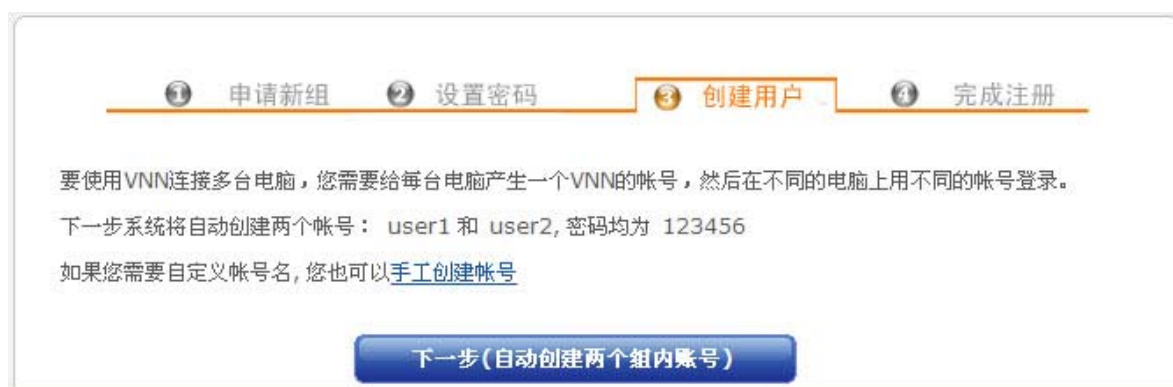 ① 申请新组 ② 设置密码 ③ 创建用户 ④ 完成注册
要使用VNN连接多台电脑，您需要给每台电脑产生一个VNN的帐号，然后在不同的电脑上用不同的帐号登录。
下一步系统将自动创建两个帐号： user1 和 user2, 密码均为 123456
如果您需要自定义帐号名, 您也可以手工创建帐号
下一步(自动创建两个组内账号)